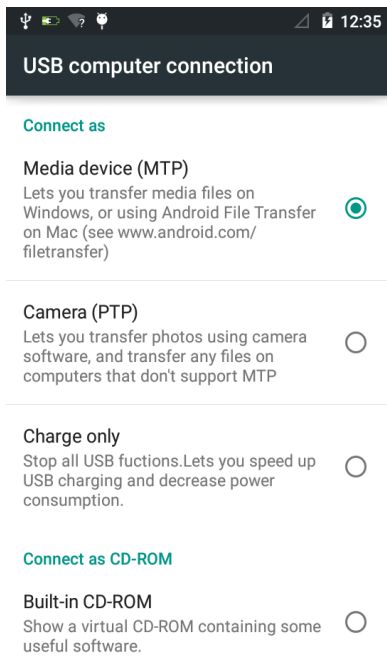 12:35
USB computer connection
Connect as
Media device (MTP)
Lets you transfer media files on
Windows, or using Android File Transfer
on Mac (see www.android.com/
filetransfer)
Camera (PTP)
Lets you transfer photos using camera
software, and transfer any files on
computers that don't support MTP
Charge only
Stop all USB fuctions.Lets you speed up
USB charging and decrease power
consumption.
Connect as CD-ROM
Built-in CD-ROM
Show a virtual CD-ROM containing some
useful software.